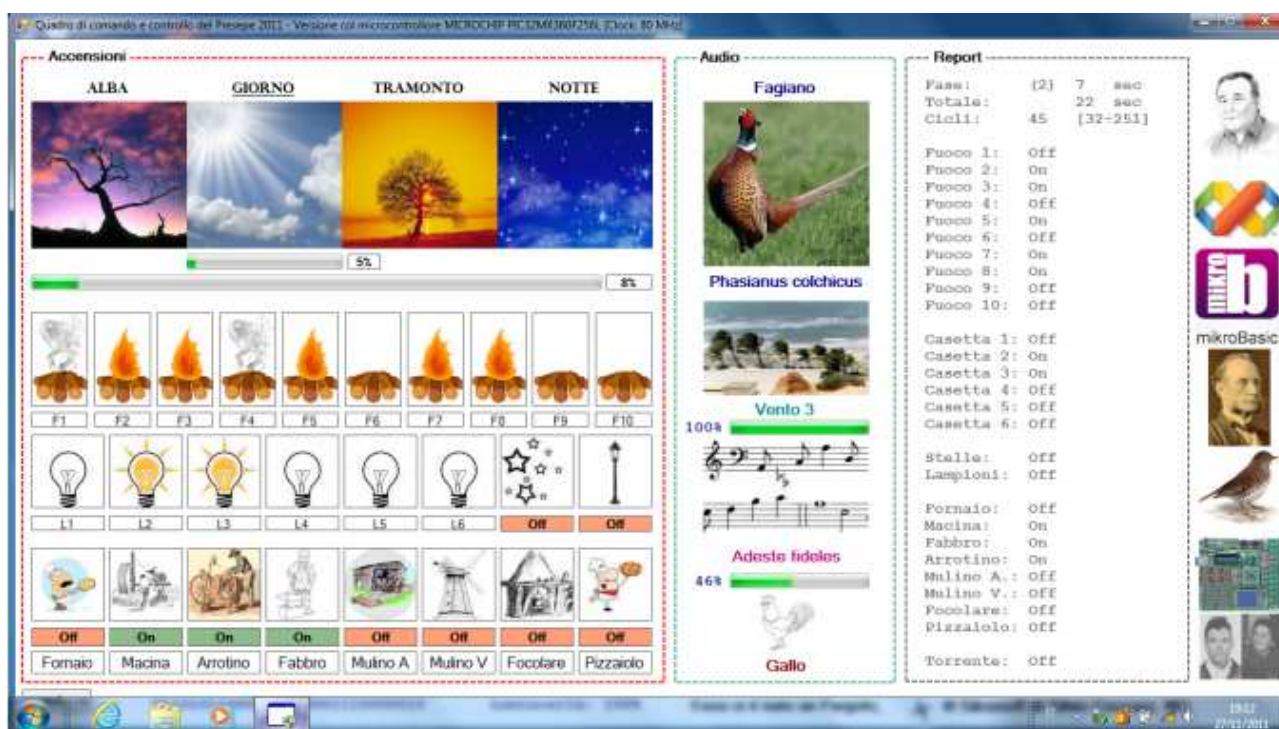 Quadro di comando e controllo del Presepe 2011 - Versione col microcontrollore MICROCHIP PIC32MX360F256L [Clock: 80 MHz]
Accensioni
ALBA GIORNO TRAMONTO NOTTE
5%
8%
F1 F2 F3 F4 F5 F6 F7 F8 F9 F10
L1 L2 L3 L4 L5 L6 Off Off
Off On On On Off Off Off Off
Fornaio Macina Arrotino Fabbro Mulino A Mulino V Focolare Pizzaiolo
Audio
Fagiano
Phasianus colchicus
Vento 3
100%
Adeste fideles
46%
Gallo
Report
Fase: (2) 7 sec
Totale: 22 sec
Cicli: 45 [32-251]
Fuoco 1: Off
Fuoco 2: On
Fuoco 3: On
Fuoco 4: Off
Fuoco 5: On
Fuoco 6: Off
Fuoco 7: On
Fuoco 8: On
Fuoco 9: Off
Fuoco 10: Off
Casetta 1: Off
Casetta 2: On
Casetta 3: On
Casetta 4: Off
Casetta 5: Off
Casetta 6: Off
Stelle: Off
Lampioni: Off
Fornaio: Off
Macina: On
Fabbro: On
Arrotino: On
Mulino A.: Off
Mulino V.: Off
Focolare: Off
Pizzaiolo: Off
Torrente: Off
mikro b
mikroBasic
19:12
27/11/2011